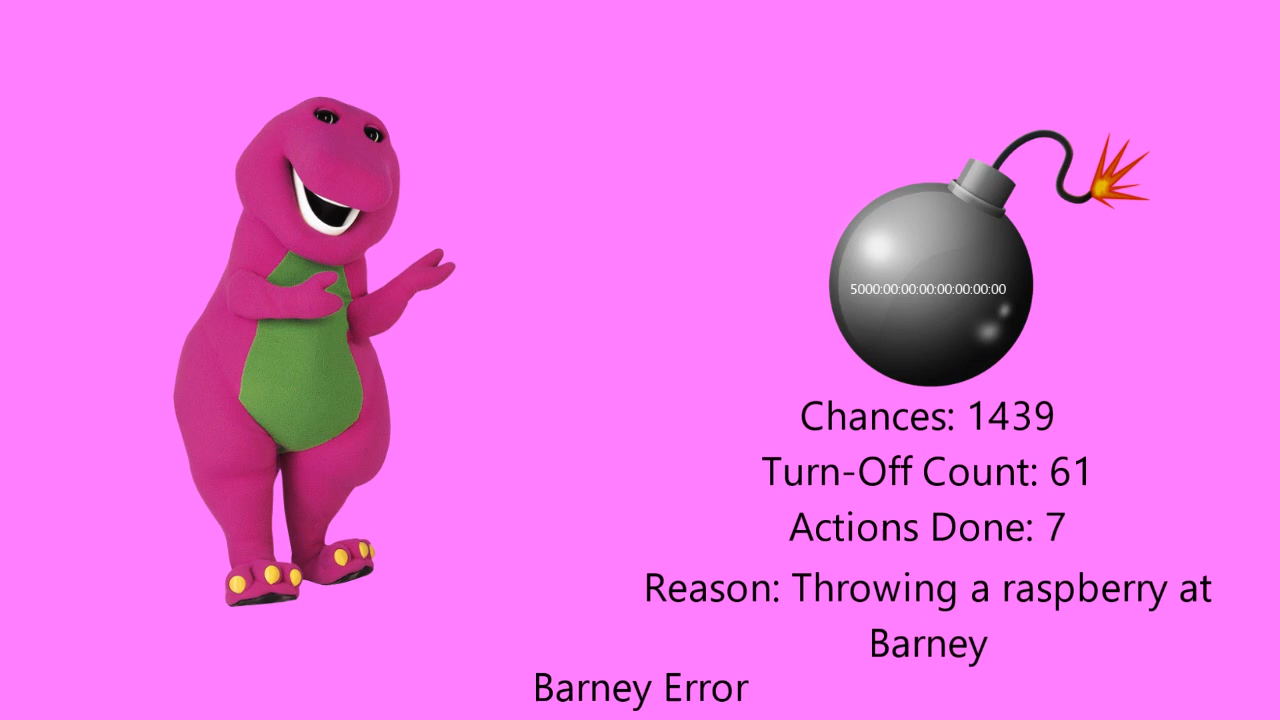 5000:00:00:00:00:00:00:00:00
Chances: 1439
Turn-Off Count: 61
Actions Done: 7
Reason: Throwing a raspberry at
Barney
Barney Error